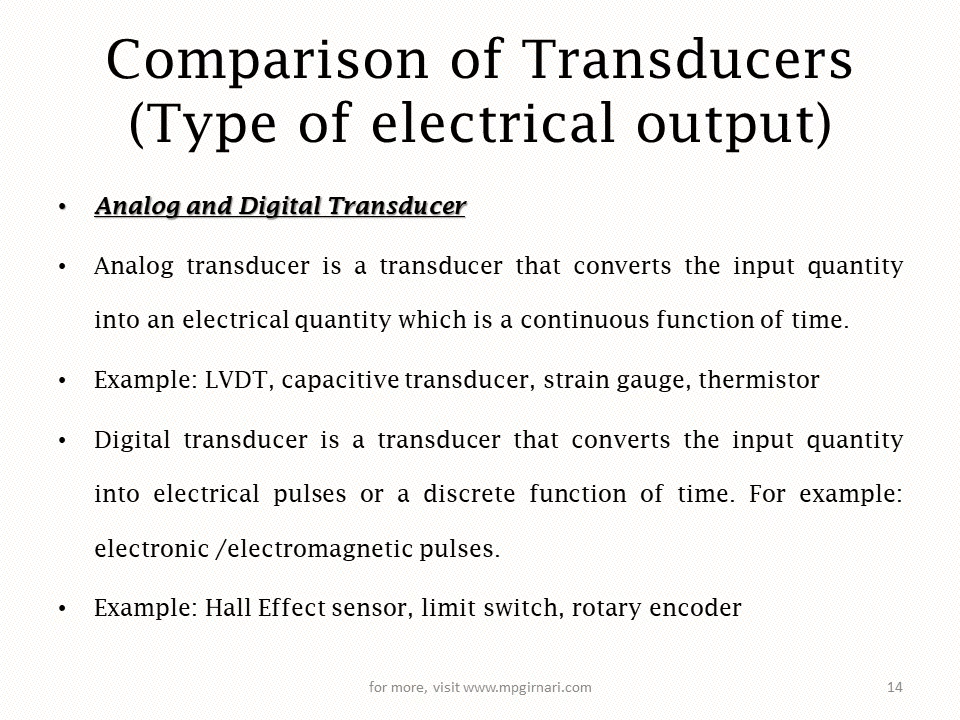 Comparison of Transducers
(Type of electrical output)
• Analog and Digital Transducer
• Analog transducer is a transducer that converts the input quantity
into an electrical quantity which is a continuous function of time.
• Example: LVDT, capacitive transducer, strain gauge, thermistor
• Digital transducer is a transducer that converts the input quantity
into electrical pulses or a discrete function of time. For example:
electronic /electromagnetic pulses.
• Example: Hall Effect sensor, limit switch, rotary encoder
for more, visit www.mpgirnari.com 14